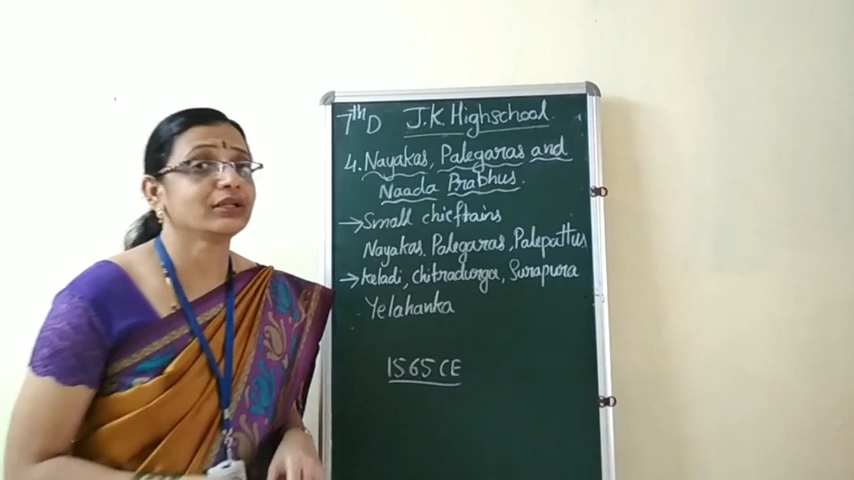 7th D J.K. Highschool
4. Nayakas, Palegaras and
Naada Prabhus
→ Small chieftains
Nayakas, Palegaras, Palepattus
→ Keladi, chitradurga, Surapura
Yelahanka
1565 CE